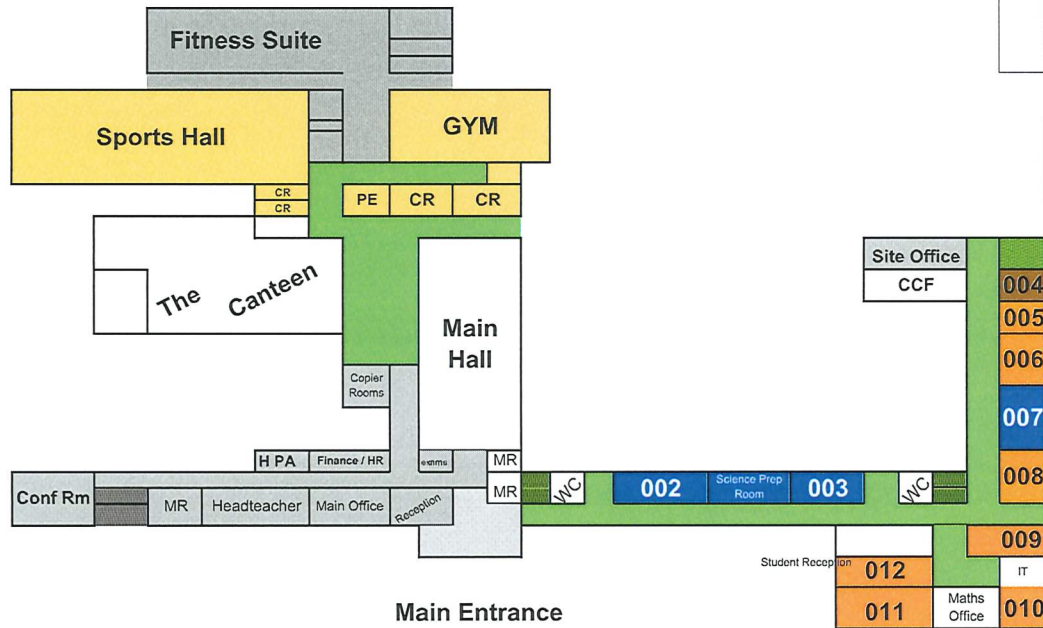 Fitness Suite
Sports Hall
GYM
CR
CR
PE
CR
CR
The Canteen
Main
Hall
Site Office
CCF
004
005
006
007
008
Copier
Rooms
H PA
Finance / HR
exams
MR
Conf Rm
MR
Headteacher
Main Office
Reception
MR
WC
002
Science Prep
Room
003
WC
009
Student Reception
012
IT
011
Maths
Office
010
Main Entrance